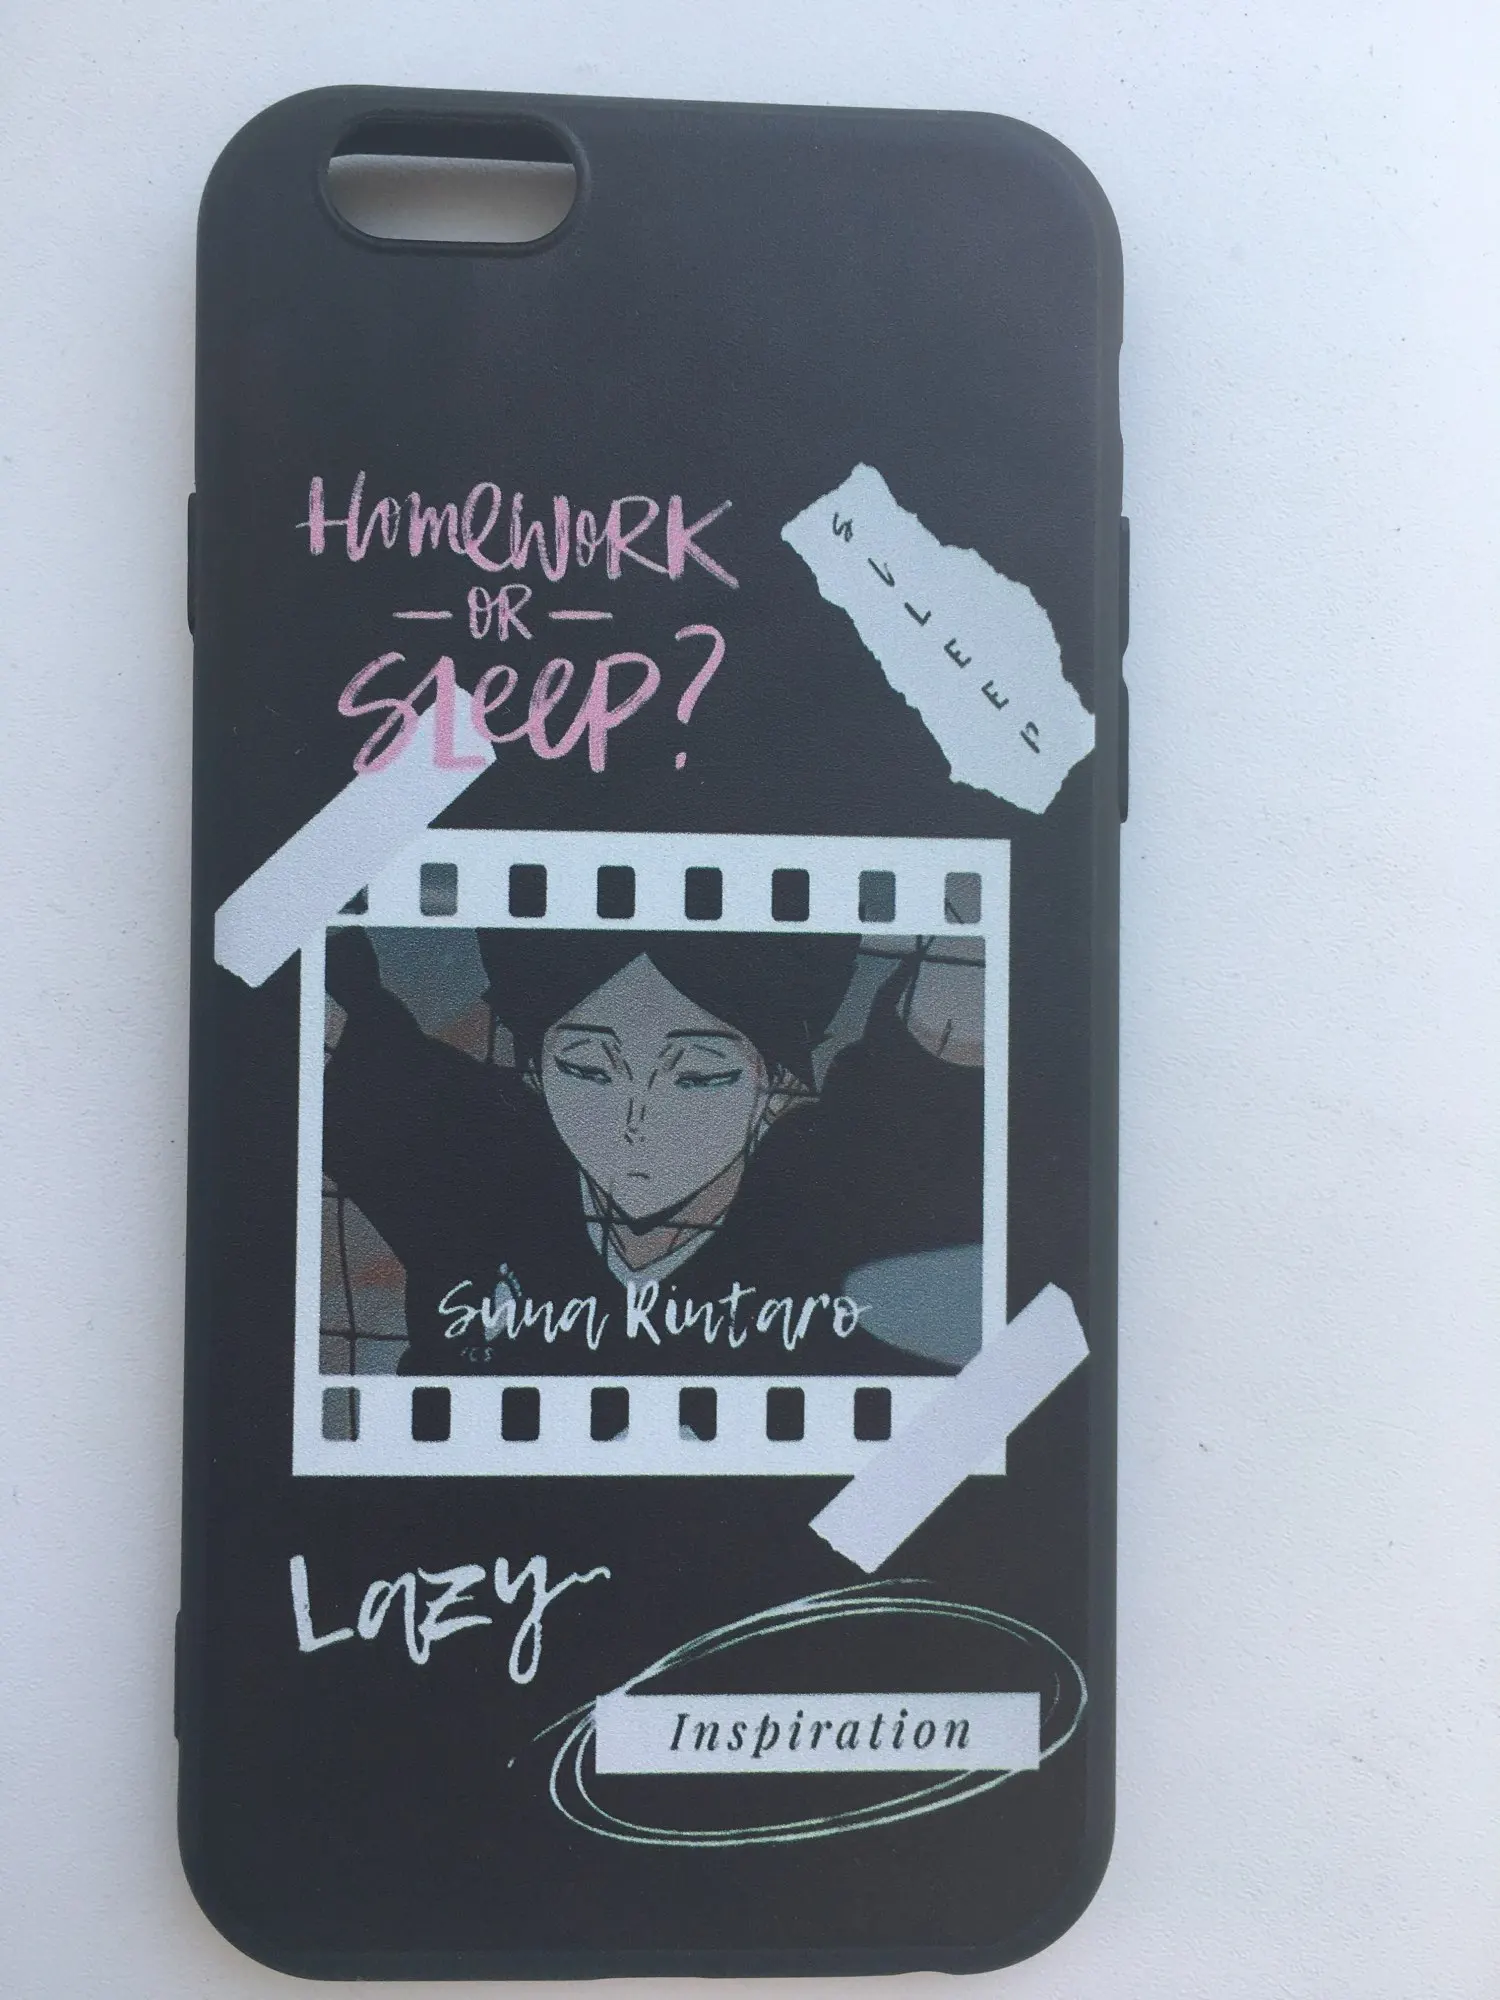 HOMEWORK
— OR —
SLEEP?
SLEEP
Suna Rintaro
Lazy
Inspiration